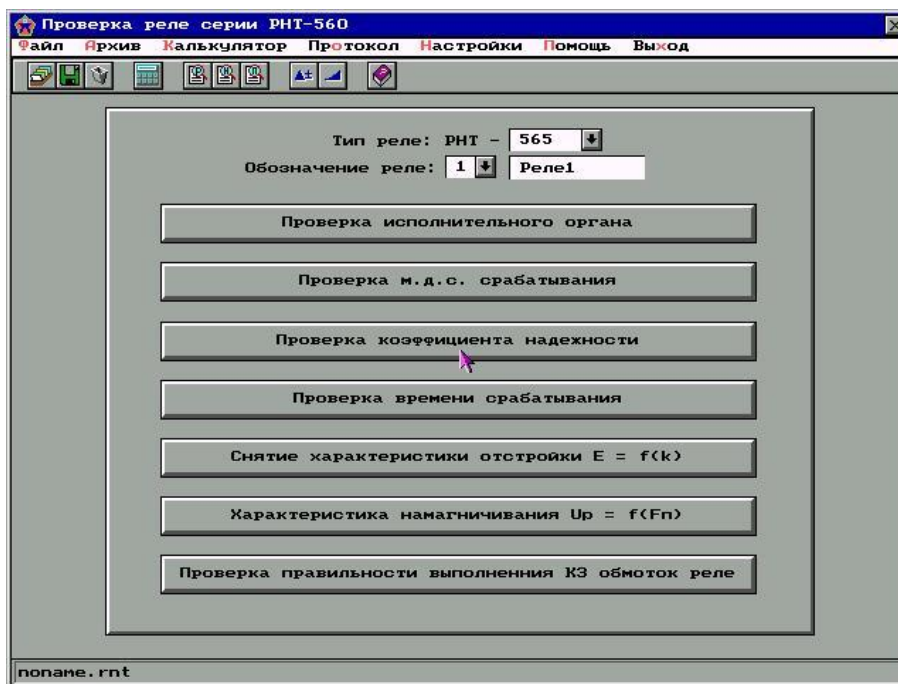 Проверка реле серии РНТ-560
Файл Архив Калькулятор Протокол Настройки Помощь Выход
Тип реле: РНТ - 565
Обозначение реле: 1 Реле1
Проверка исполнительного органа
Проверка м.д.с. срабатывания
Проверка коэффициента надежности
Проверка времени срабатывания
Снятие характеристики отстройки E = f(k)
Характеристика намагничивания Up = f(Fп)
Проверка правильности выполненния КЗ обмоток реле
noname.rnt